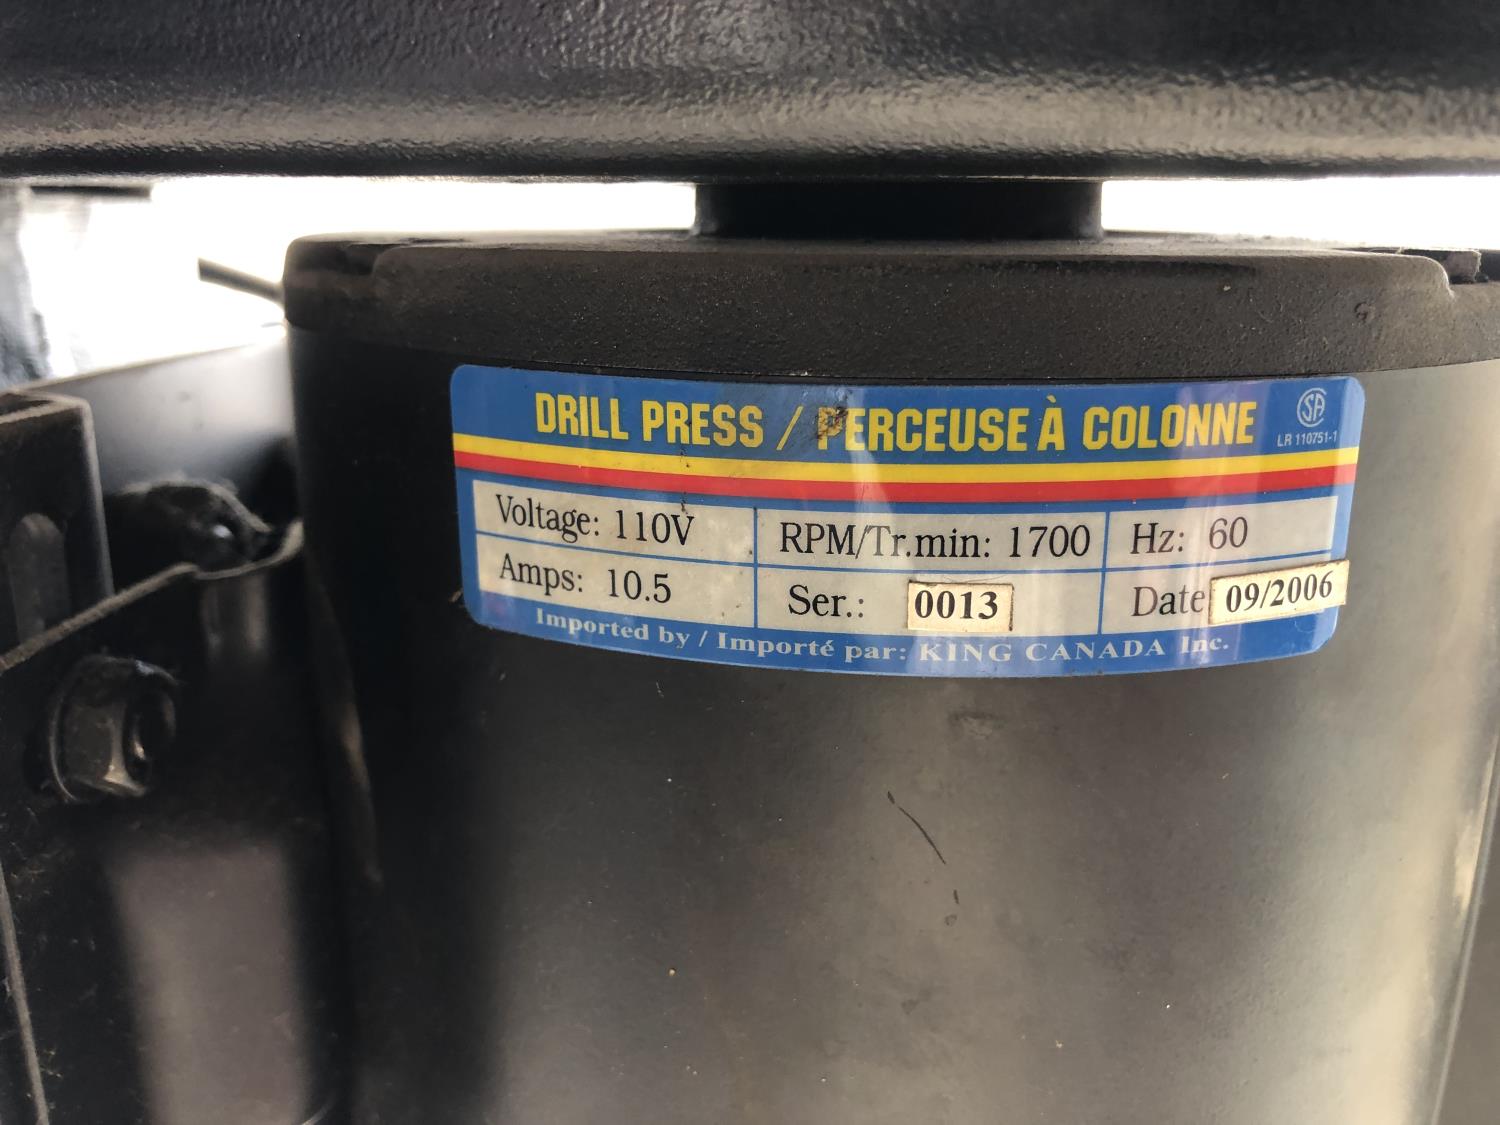 DRILL PRESS / PERCEUSE À COLONNE
SA
LR 110751-1
Voltage: 110V
RPM/Tr.min: 1700
Hz: 60
Amps: 10.5
Ser.: 0013
Date 09/2006
Imported by / Importé par: KING CANADA Inc.